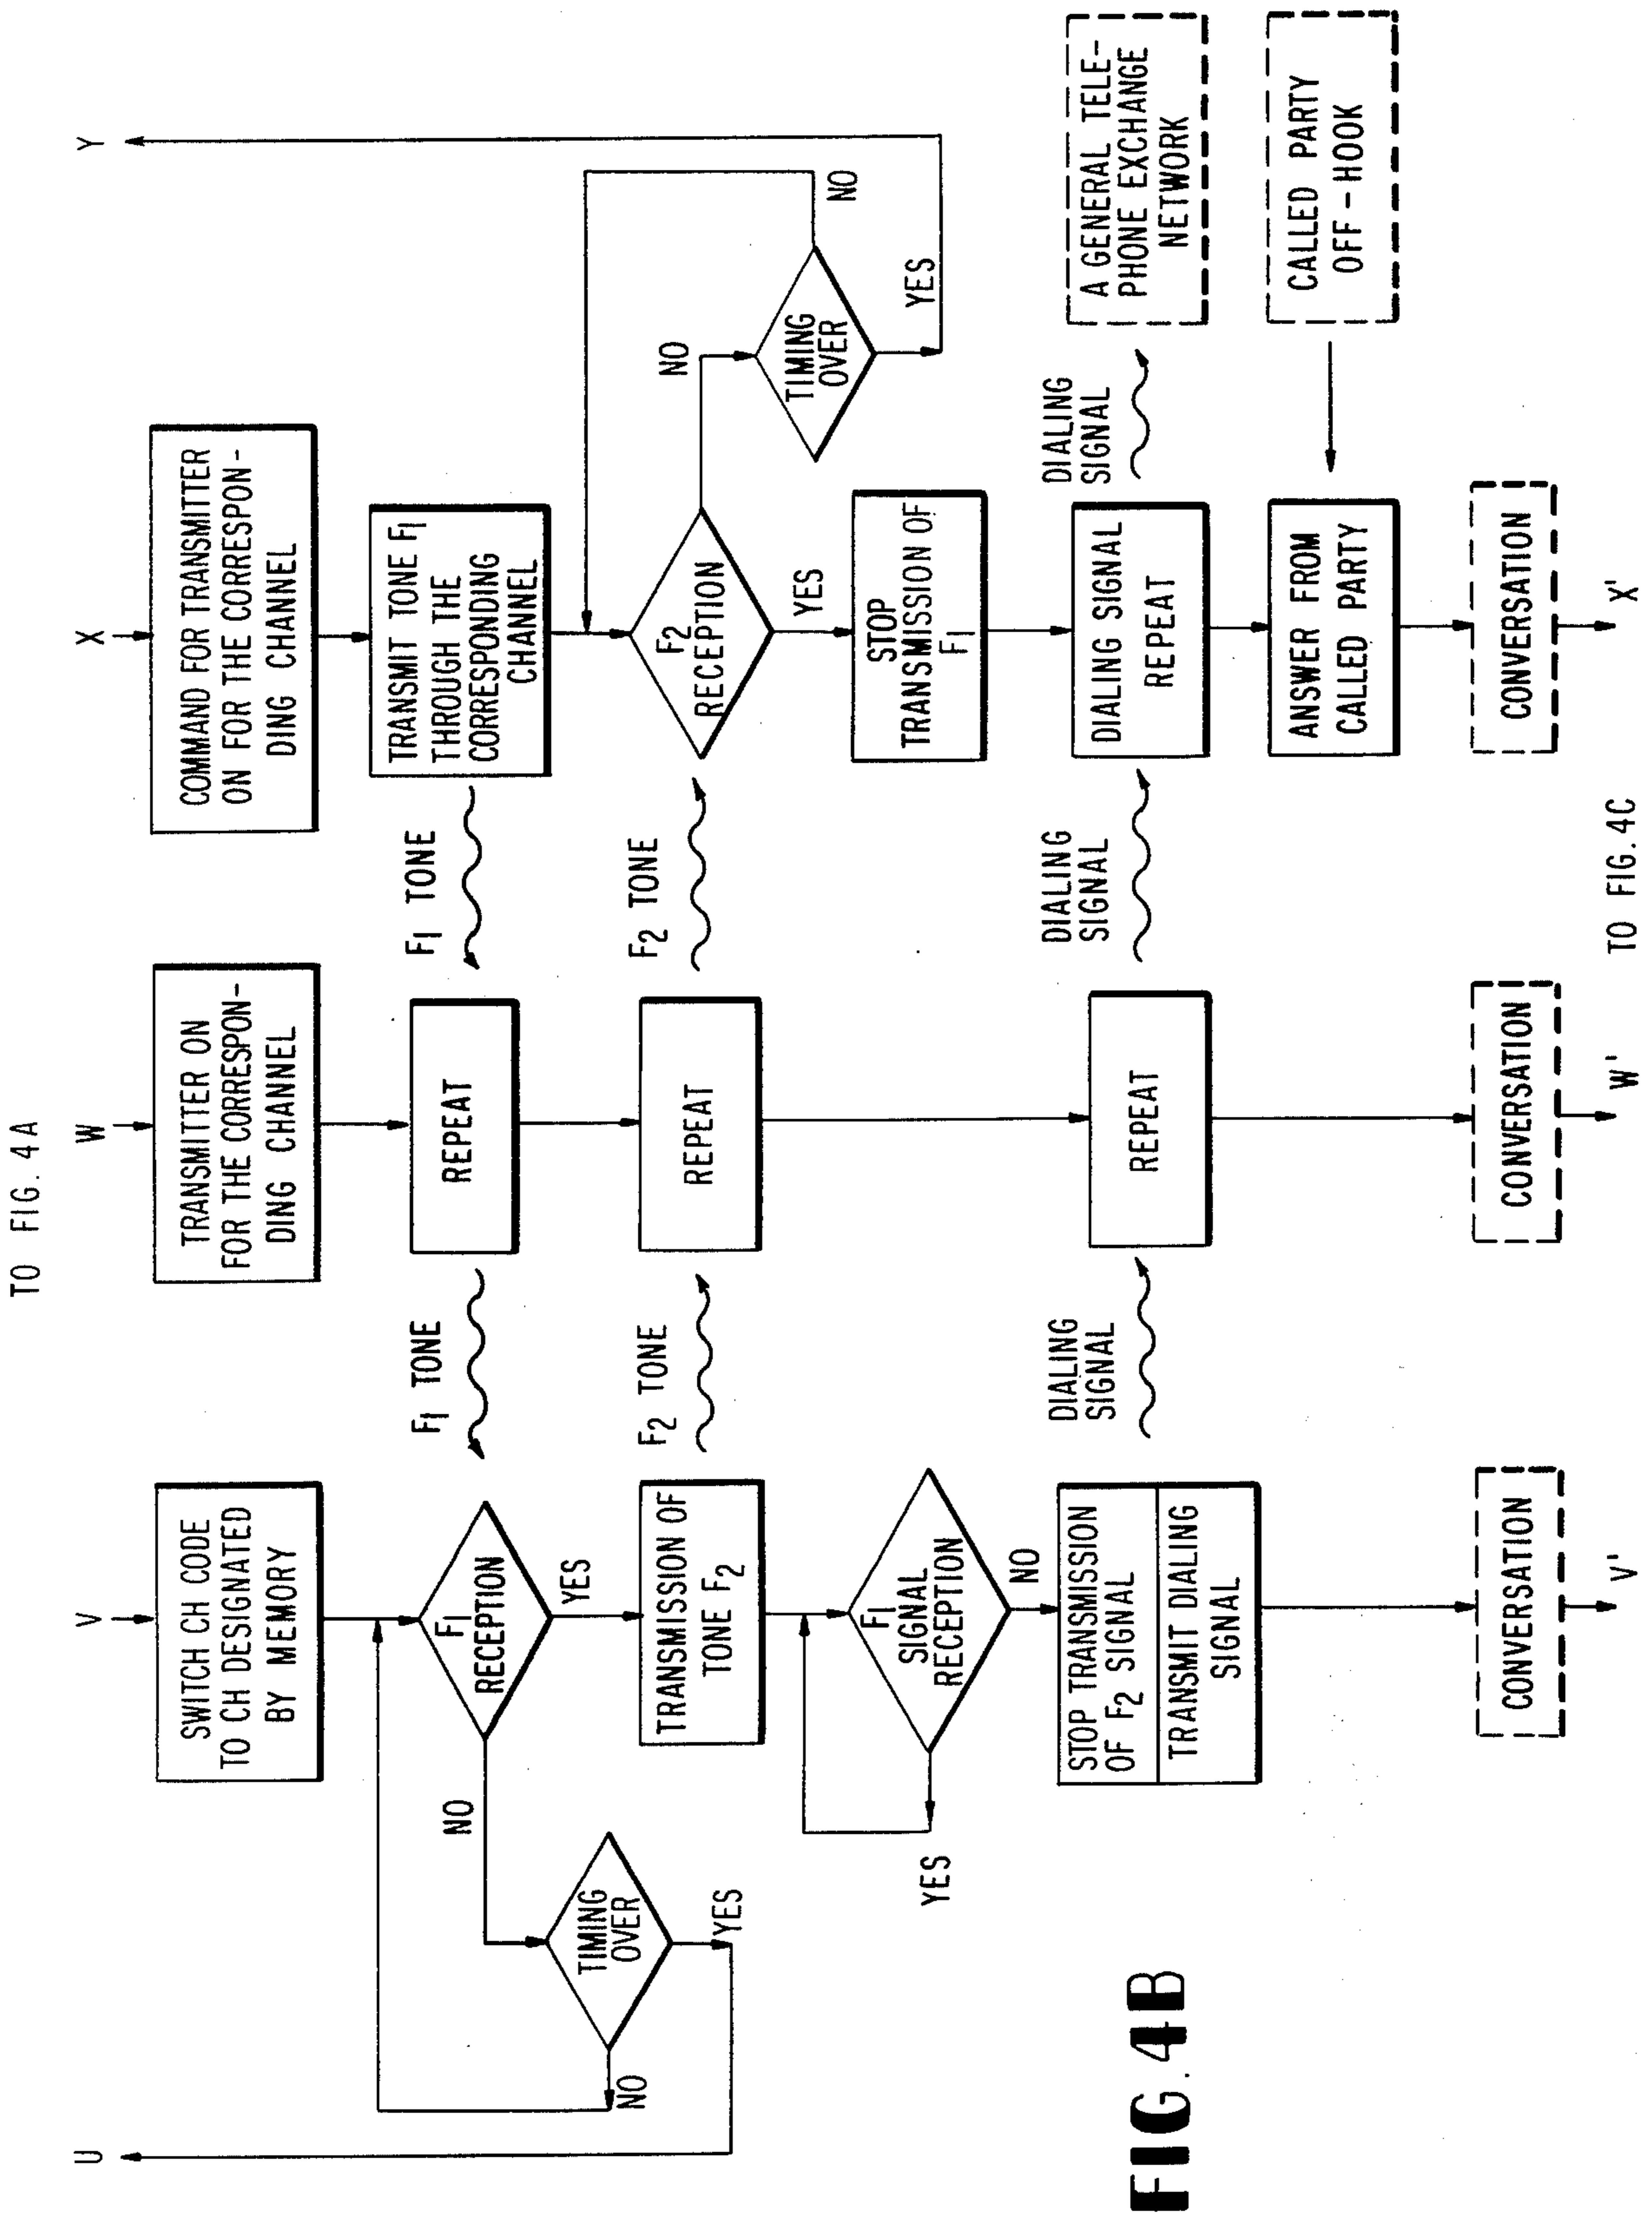 TO FIG. 4A
U
V
W
X
Y
SWITCH CH CODE
TO CH DESIGNATED
BY MEMORY
TRANSMITTER ON
FOR THE CORRESPON-
DING CHANNEL
COMMAND FOR TRANSMITTER
ON FOR THE CORRESPON-
DING CHANNEL
F1
RECEPTION
NO
YES
TIMING
OVER
NO
YES
F1 TONE
REPEAT
F1 TONE
TRANSMIT TONE F1
THROUGH THE
CORRESPONDING
CHANNEL
TRANSMISSION OF
TONE F2
F2 TONE
REPEAT
F2 TONE
F2
RECEPTION
NO
YES
TIMING
OVER
NO
YES
F1
SIGNAL
RECEPTION
YES
NO
STOP
TRANSMISSION OF
F1
STOP TRANSMISSION
OF F2 SIGNAL
TRANSMIT DIALING
SIGNAL
DIALING
SIGNAL
REPEAT
DIALING
SIGNAL
DIALING SIGNAL
REPEAT
DIALING
SIGNAL
A GENERAL TELE-
PHONE EXCHANGE
NETWORK
ANSWER FROM
CALLED PARTY
CALLED PARTY
OFF-HOOK
CONVERSATION
CONVERSATION
CONVERSATION
V'
W'
X'
TO FIG. 4C
FIG. 4B